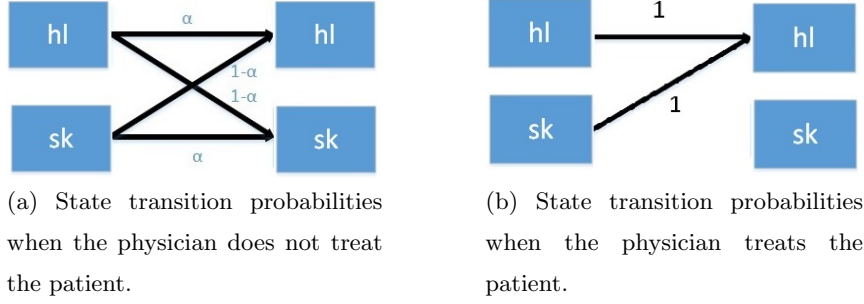 α
hl
hl
1-α
1-α
sk
sk
α
(a) State transition probabilities
when the physician does not treat
the patient.
1
hl
hl
sk
1
sk
(b) State transition probabilities
when the physician treats the
patient.